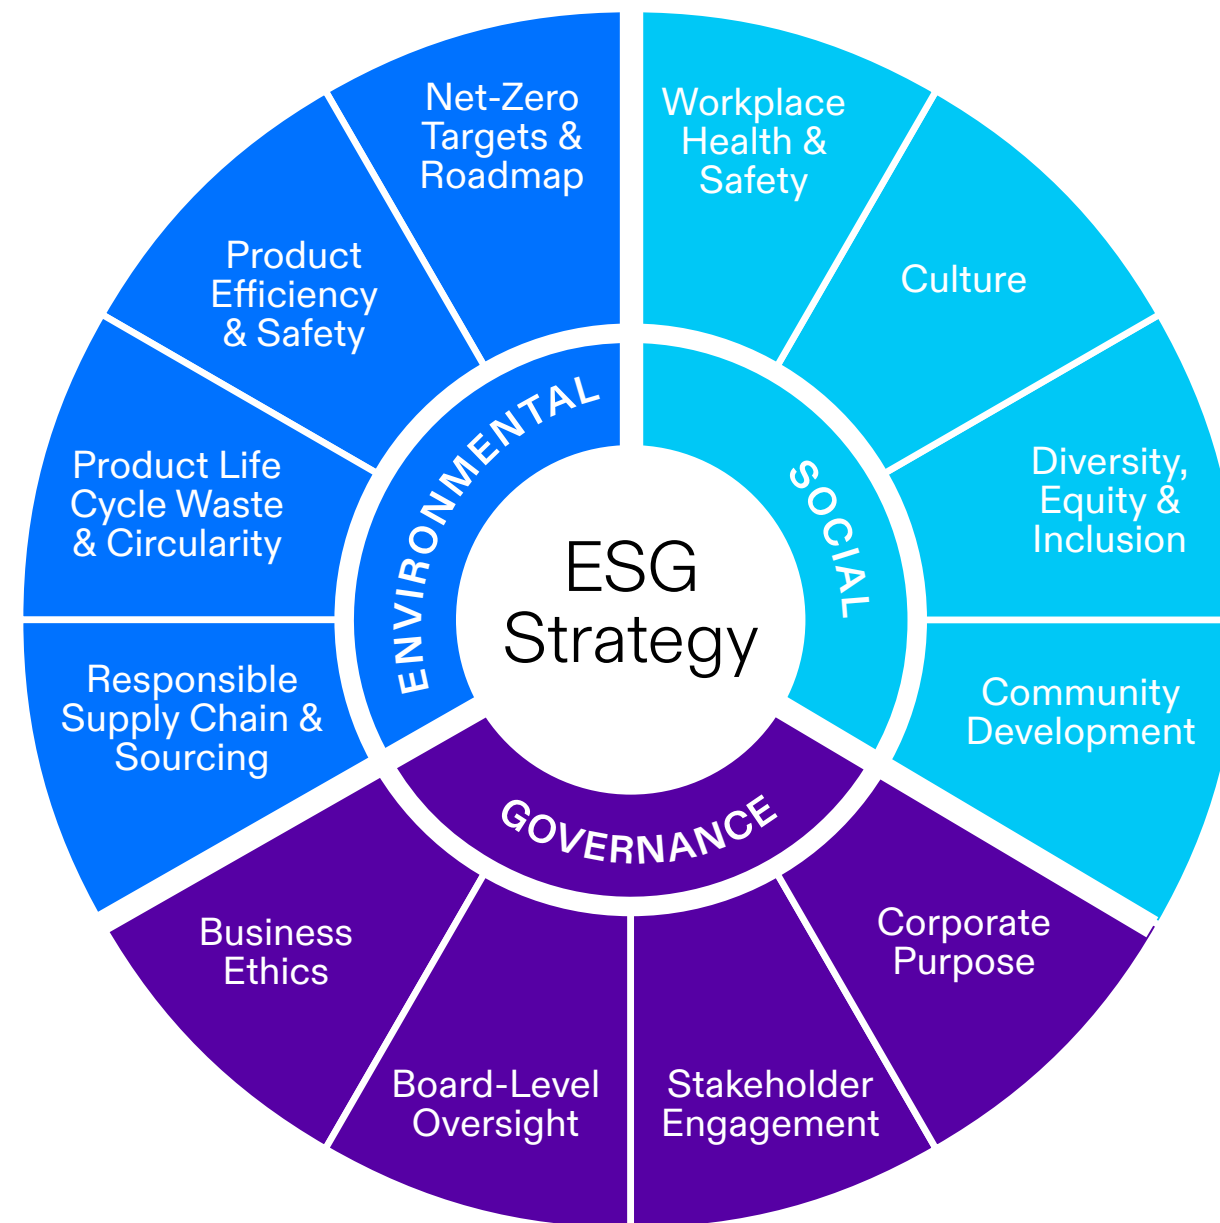 ESG
Strategy
ENVIRONMENTAL
Net-Zero
Targets &
Roadmap
Product
Efficiency
& Safety
Product Life
Cycle Waste
& Circularity
Responsible
Supply Chain &
Sourcing
SOCIAL
Workplace
Health &
Safety
Culture
Diversity,
Equity &
Inclusion
Community
Development
GOVERNANCE
Corporate
Purpose
Stakeholder
Engagement
Board-Level
Oversight
Business
Ethics